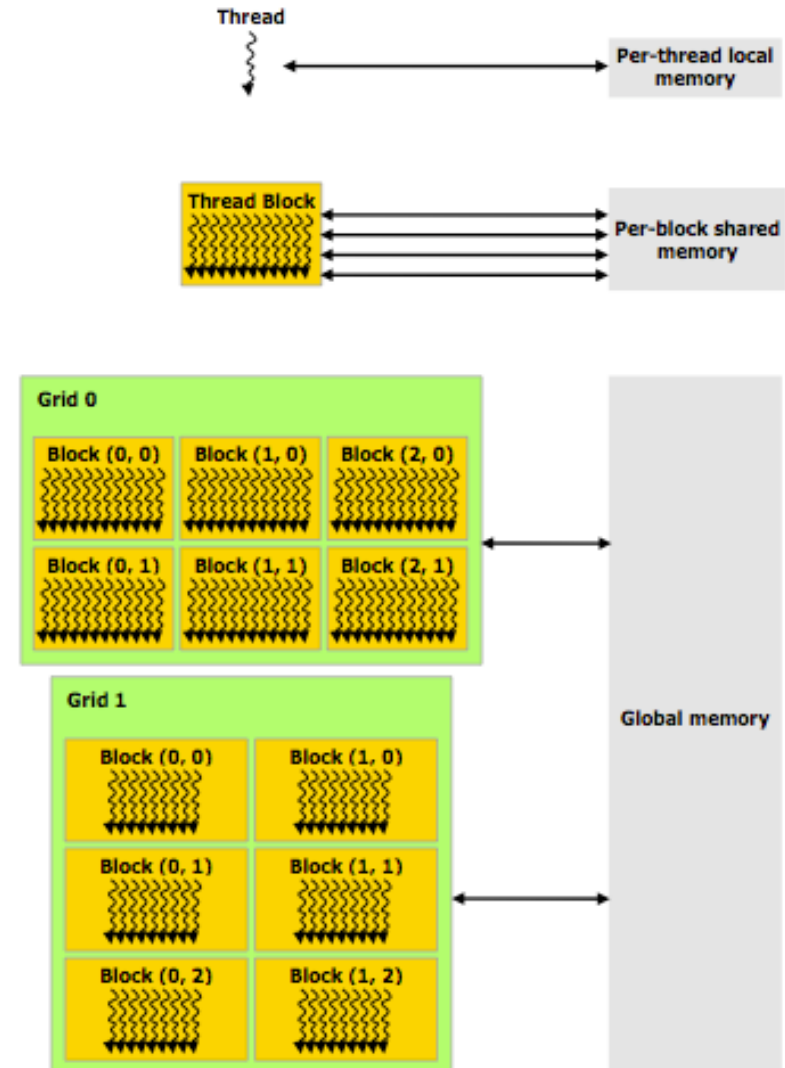 Thread
Per-thread local
memory
Thread Block
Per-block shared
memory
Grid 0
Block (0, 0) Block (1, 0) Block (2, 0)
Block (0, 1) Block (1, 1) Block (2, 1)
Grid 1
Block (0, 0) Block (1, 0)
Block (0, 1) Block (1, 1)
Block (0, 2) Block (1, 2)
Global memory